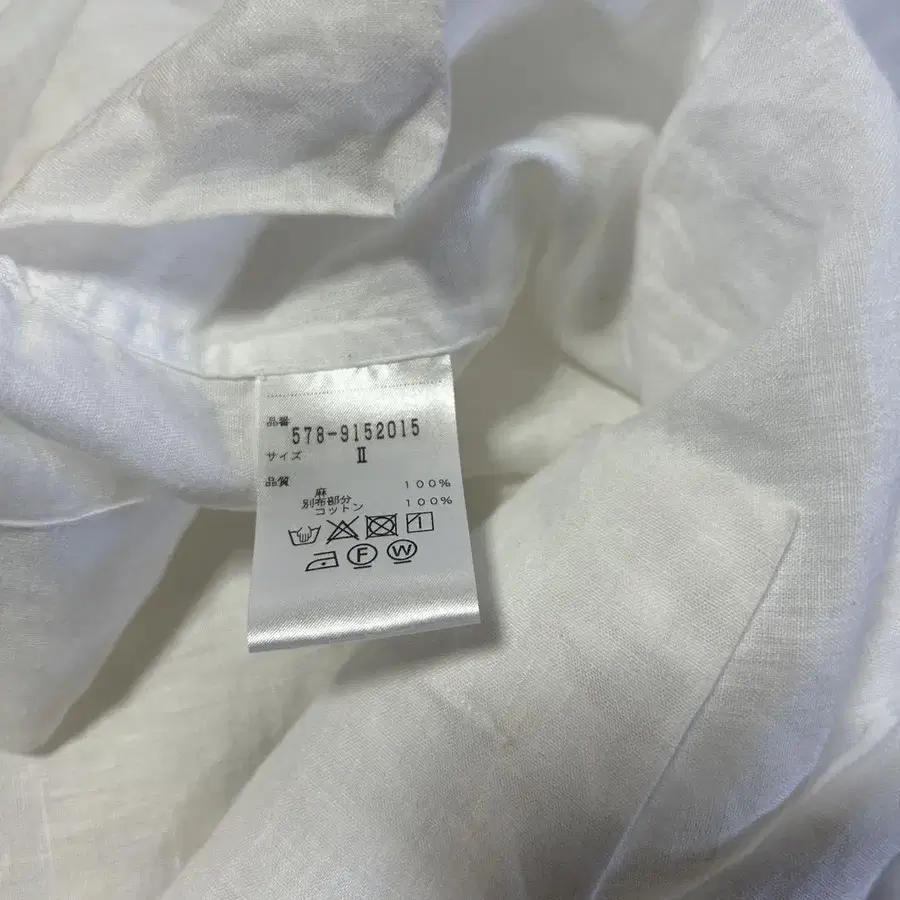 品番
578-9152015
サイズ II
品質
麻 100%
別布部分
コットン 100%
F W